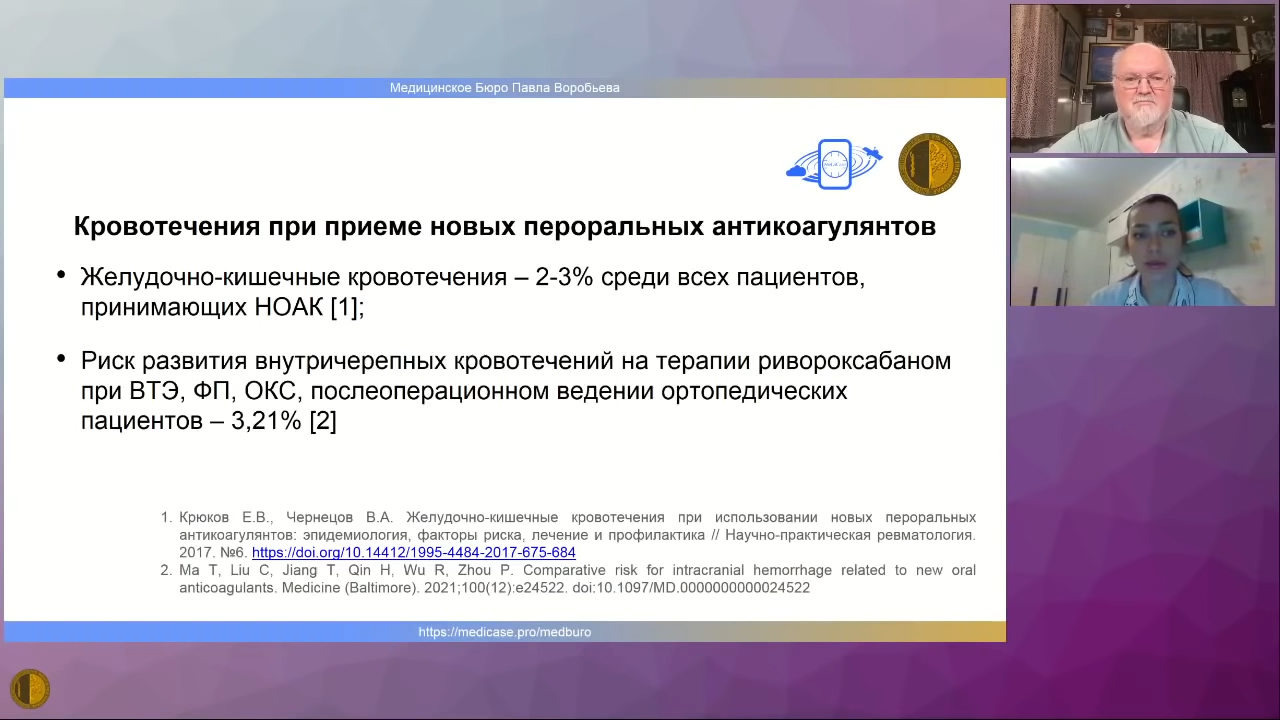 Медицинское Бюро Павла Воробьева
Кровотечения при приеме новых пероральных антикоагулянтов
• Желудочно-кишечные кровотечения – 2-3% среди всех пациентов,
принимающих НОАК [1];
• Риск развития внутричерепных кровотечений на терапии ривороксабаном
при ВТЭ, ФП, ОКС, послеоперационном ведении ортопедических
пациентов – 3,21% [2]
1. Крюков Е.В., Чернецов В.А. Желудочно-кишечные кровотечения при использовании новых пероральных
антикоагулянтов: эпидемиология, факторы риска, лечение и профилактика // Научно-практическая ревматология.
2017. №6. https://doi.org/10.14412/1995-4484-2017-675-684
2. Ma T, Liu C, Jiang T, Qin H, Wu R, Zhou P. Comparative risk for intracranial hemorrhage related to new oral
anticoagulants. Medicine (Baltimore). 2021;100(12):e24522. doi:10.1097/MD.0000000000024522
https://medicase.pro/medburo